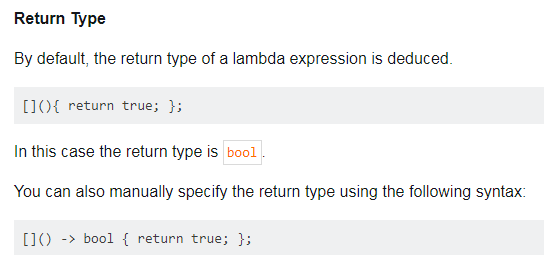 Return Type
By default, the return type of a lambda expression is deduced.
[](){ return true; };
In this case the return type is bool.
You can also manually specify the return type using the following syntax:
[]() -> bool { return true; };